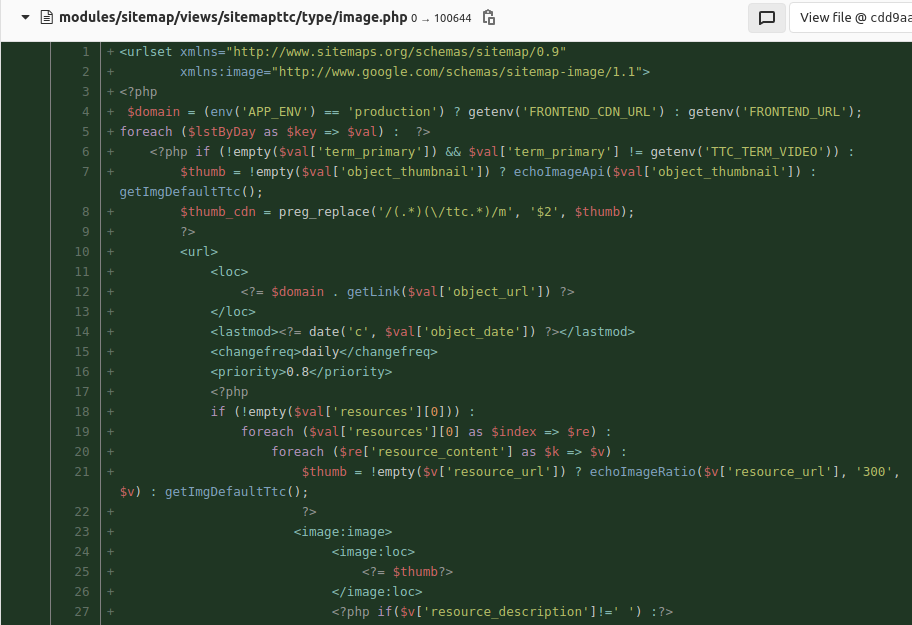 modules/sitemap/views/sitemapttc/type/image.php 0 → 100644 View file @ cdd9aa
1 + <urlset xmlns="http://www.sitemaps.org/schemas/sitemap/0.9"
2 + xmlns:image="http://www.google.com/schemas/sitemap-image/1.1">
3 + <?php
4 + $domain = (env('APP_ENV') == 'production') ? getenv('FRONTEND_CDN_URL') : getenv('FRONTEND_URL');
5 + foreach ($lstByDay as $key => $val) : ?>
6 + <?php if (!empty($val['term_primary']) && $val['term_primary'] != getenv('TTC_TERM_VIDEO')) :
7 + $thumb = !empty($val['object_thumbnail']) ? echoImageApi($val['object_thumbnail']) :
getImgDefaultTtc();
8 + $thumb_cdn = preg_replace('/(.*)(\/ttc.*)/m', '$2', $thumb);
9 + ?>
10 + <url>
11 + <loc>
12 + <?= $domain . getLink($val['object_url']) ?>
13 + </loc>
14 + <lastmod><?= date('c', $val['object_date']) ?></lastmod>
15 + <changefreq>daily</changefreq>
16 + <priority>0.8</priority>
17 + <?php
18 + if (!empty($val['resources'][0])) :
19 + foreach ($val['resources'][0] as $index => $re) :
20 + foreach ($re['resource_content'] as $k => $v) :
21 + $thumb = !empty($v['resource_url']) ? echoImageRatio($v['resource_url'], '300',
$v) : getImgDefaultTtc();
22 + ?>
23 + <image:image>
24 + <image:loc>
25 + <?= $thumb?>
26 + </image:loc>
27 + <?php if($v['resource_description']!=' ') :?>